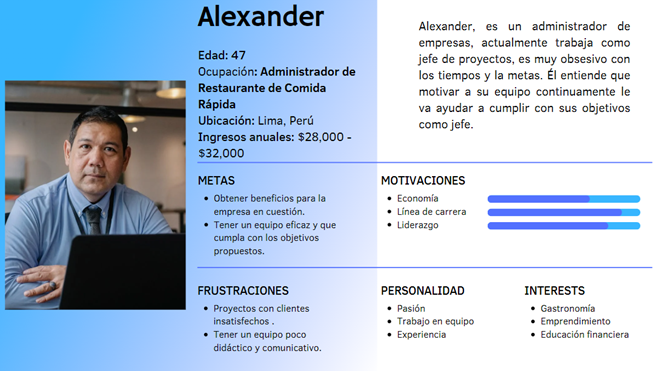 Alexander
Edad: 47
Ocupación: Administrador de
Restaurante de Comida
Rápida
Ubicación: Lima, Perú
Ingresos anuales: $28,000 -
$32,000
Alexander, es un administrador de
empresas, actualmente trabaja como
jefe de proyectos, es muy obsesivo con
los tiempos y la metas. Él entiende que
motivar a su equipo continuamente le
va ayudar a cumplir con sus objetivos
como jefe.
METAS
Obtener beneficios para la
empresa en cuestión.
Tener un equipo eficaz y que
cumpla con los objetivos
propuestos.
MOTIVACIONES
Economía
Línea de carrera
Liderazgo
FRUSTRACIONES
Proyectos con clientes
insatisfechos .
Tener un equipo poco
didáctico y comunicativo.
PERSONALIDAD
Pasión
Trabajo en equipo
Experiencia
INTERESTS
Gastronomía
Emprendimiento
Educación financiera